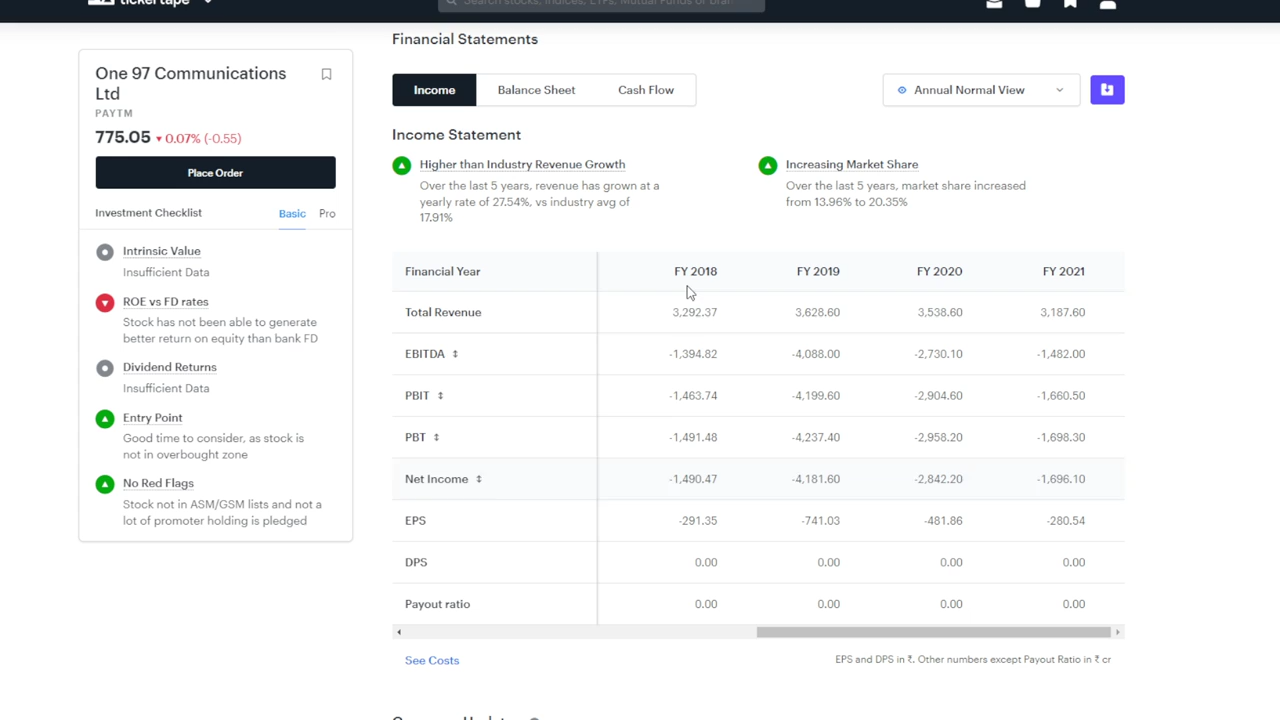 tickertape
Search stocks, indices, ETFs, Mutual Funds or bran
Financial Statements
One 97 Communications
Ltd
PAYTM
775.05 0.07% (-0.55)
Place Order
Investment Checklist Basic Pro
Intrinsic Value
Insufficient Data
ROE vs FD rates
Stock has not been able to generate
better return on equity than bank FD
Dividend Returns
Insufficient Data
Entry Point
Good time to consider, as stock is
not in overbought zone
No Red Flags
Stock not in ASM/GSM lists and not a
lot of promoter holding is pledged
Income Balance Sheet Cash Flow Annual Normal View
Income Statement
Higher than Industry Revenue Growth
Over the last 5 years, revenue has grown at a
yearly rate of 27.54%, vs industry avg of
17.91%
Increasing Market Share
Over the last 5 years, market share increased
from 13.96% to 20.35%
Financial Year FY 2018 FY 2019 FY 2020 FY 2021
Total Revenue 3,292.37 3,628.60 3,538.60 3,187.60
EBITDA -1,394.82 -4,088.00 -2,730.10 -1,482.00
PBIT -1,463.74 -4,199.60 -2,904.60 -1,660.50
PBT -1,491.48 -4,237.40 -2,958.20 -1,698.30
Net Income -1,490.47 -4,181.60 -2,842.20 -1,696.10
EPS -291.35 -741.03 -481.86 -280.54
DPS 0.00 0.00 0.00 0.00
Payout ratio 0.00 0.00 0.00 0.00
See Costs EPS and DPS in ₹. Other numbers except Payout Ratio in ₹ cr